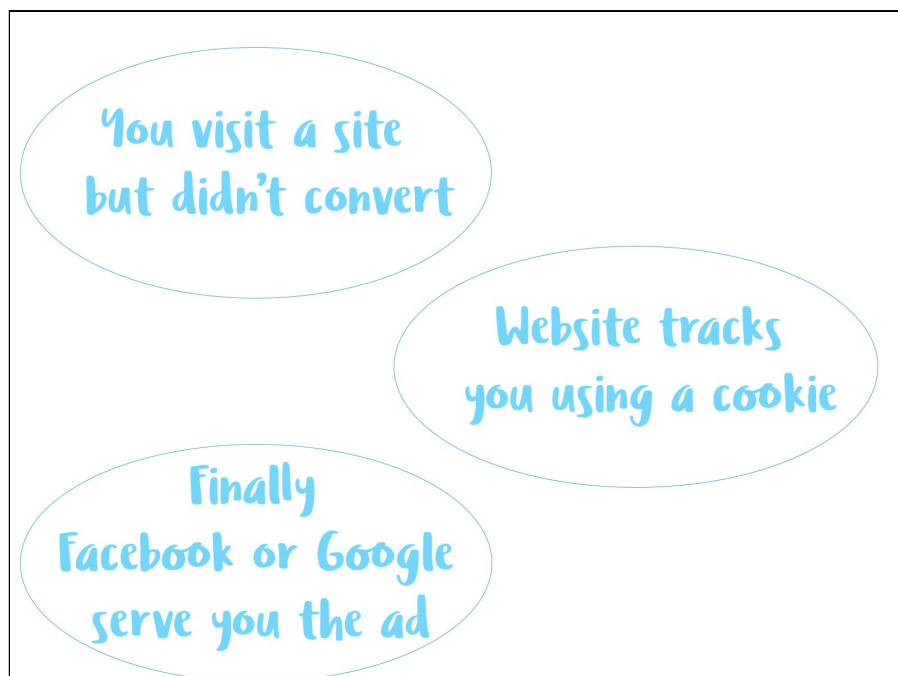 You visit a site
but didn't convert
Website tracks
you using a cookie
Finally
Facebook or Google
serve you the ad